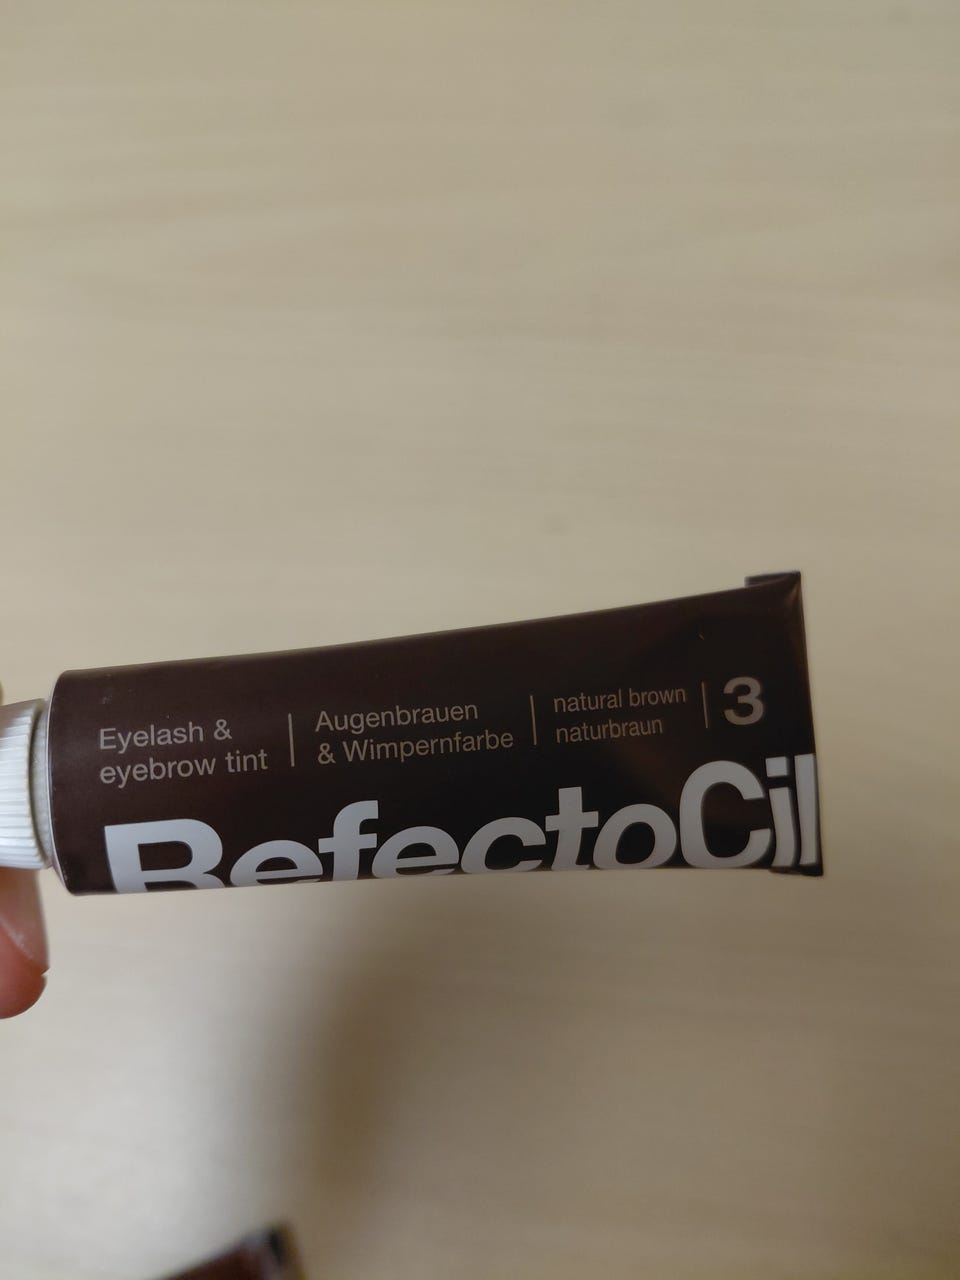 Eyelash &
eyebrow tint
Augenbrauen
& Wimpernfarbe
natural brown
naturbraun
3
RefectoCil